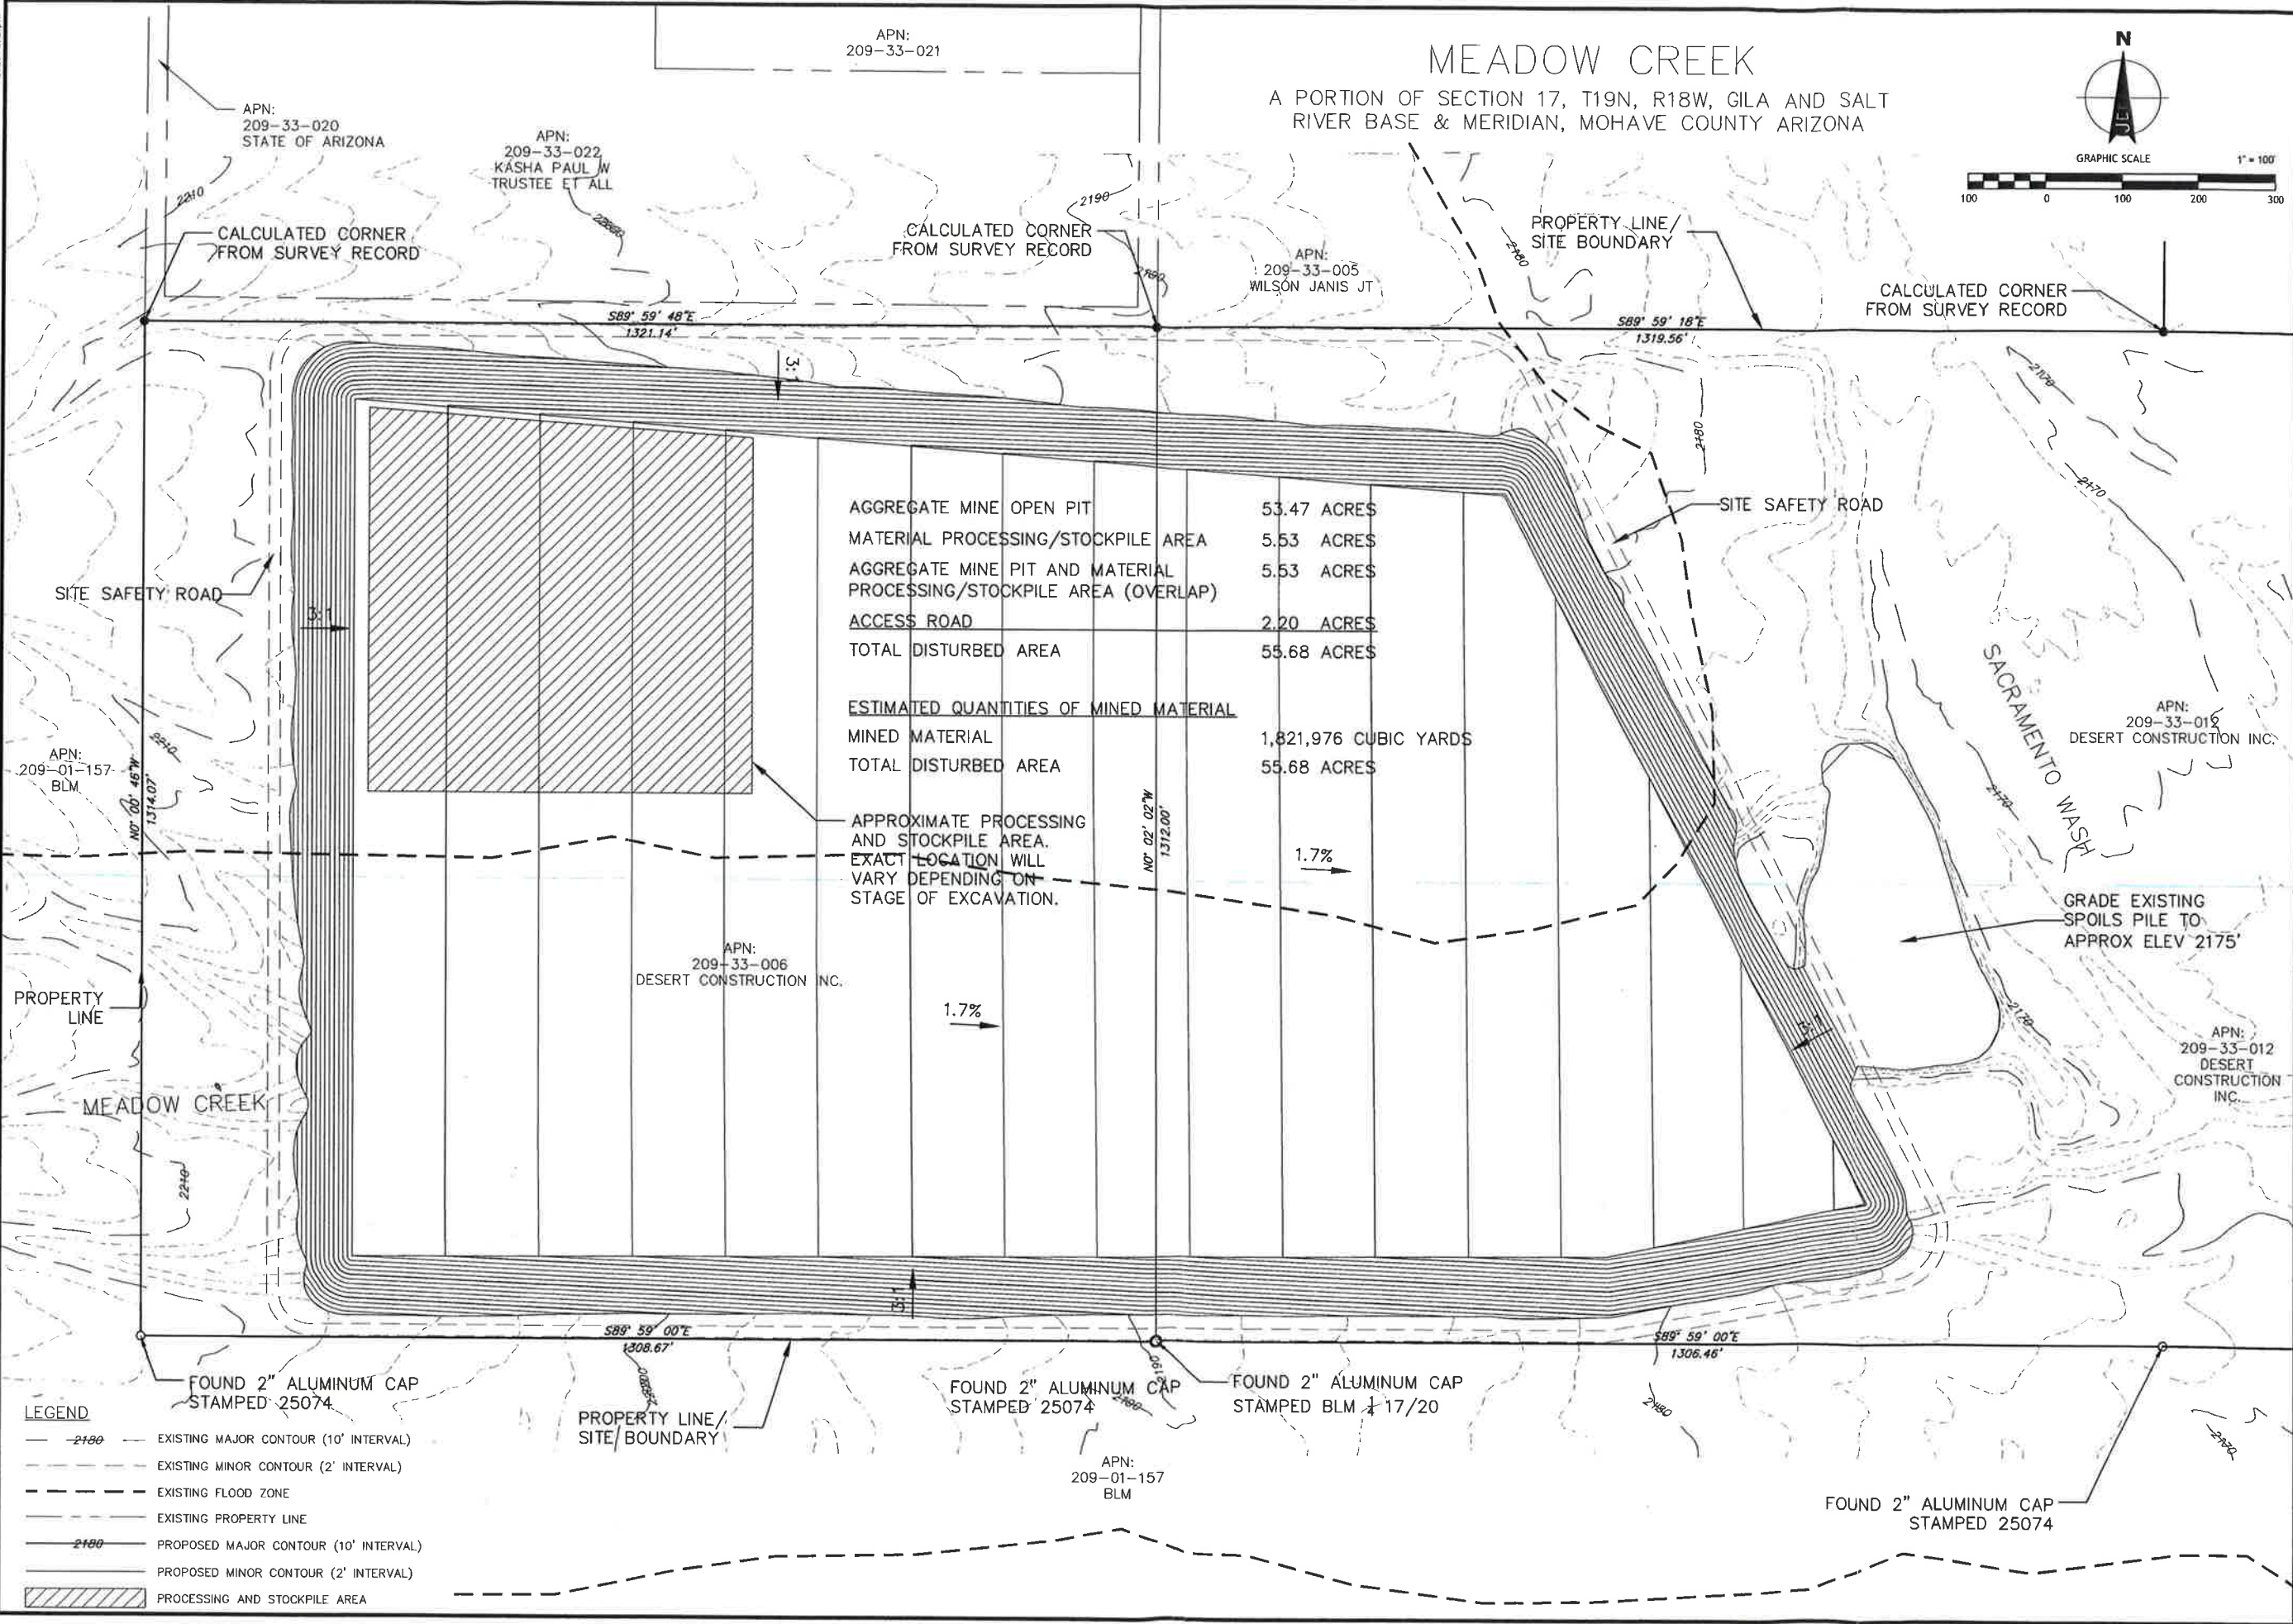 MEADOW CREEK
A PORTION OF SECTION 17, T19N, R18W, GILA AND SALT
RIVER BASE & MERIDIAN, MOHAVE COUNTY ARIZONA
N
JE
GRAPHIC SCALE
1" = 100'
100
0
100
200
300
APN:
209-33-021
APN:
209-33-020
STATE OF ARIZONA
APN:
209-33-022
KASHA PAUL W
TRUSTEE ET ALL
2210
2190
2190
2180
CALCULATED CORNER
FROM SURVEY RECORD
CALCULATED CORNER
FROM SURVEY RECORD
APN:
209-33-005
WILSON JANIS JT
PROPERTY LINE/
SITE BOUNDARY
CALCULATED CORNER
FROM SURVEY RECORD
S89° 59' 48"E
1321.14'
S89° 59' 18"E
1319.56'
3:1
2170
2180
2170
AGGREGATE MINE OPEN PIT 53.47 ACRES
MATERIAL PROCESSING/STOCKPILE AREA 5.53 ACRES
AGGREGATE MINE PIT AND MATERIAL 5.53 ACRES
PROCESSING/STOCKPILE AREA (OVERLAP)
ACCESS ROAD 2.20 ACRES
TOTAL DISTURBED AREA 55.68 ACRES
ESTIMATED QUANTITIES OF MINED MATERIAL
MINED MATERIAL 1,821,976 CUBIC YARDS
TOTAL DISTURBED AREA 55.68 ACRES
SITE SAFETY ROAD
SITE SAFETY ROAD
3:1
SACRAMENTO WASH
APN:
209-33-012
DESERT CONSTRUCTION INC.
APN:
209-01-157
BLM
2210
N0° 00' 46"W
1314.07'
2170
APPROXIMATE PROCESSING
AND STOCKPILE AREA.
EXACT LOCATION WILL
VARY DEPENDING ON
STAGE OF EXCAVATION.
N0° 02' 02"W
1312.00'
1.7%
GRADE EXISTING
SPOILS PILE TO
APPROX ELEV 2175'
APN:
209-33-006
DESERT CONSTRUCTION INC.
1.7%
PROPERTY
LINE
3:1
2170
APN:
209-33-012
DESERT
CONSTRUCTION
INC.
MEADOW CREEK
2210
3:1
S89° 59' 00"E
1308.67'
S89° 59' 00"E
1306.46'
FOUND 2" ALUMINUM CAP
STAMPED 25074
PROPERTY LINE/
SITE BOUNDARY
FOUND 2" ALUMINUM CAP
STAMPED 25074
2190
FOUND 2" ALUMINUM CAP
STAMPED BLM ¼ 17/20
2180
2170
APN:
209-01-157
BLM
FOUND 2" ALUMINUM CAP
STAMPED 25074
LEGEND
2180 EXISTING MAJOR CONTOUR (10' INTERVAL)
EXISTING MINOR CONTOUR (2' INTERVAL)
EXISTING FLOOD ZONE
EXISTING PROPERTY LINE
2180 PROPOSED MAJOR CONTOUR (10' INTERVAL)
PROPOSED MINOR CONTOUR (2' INTERVAL)
PROCESSING AND STOCKPILE AREA